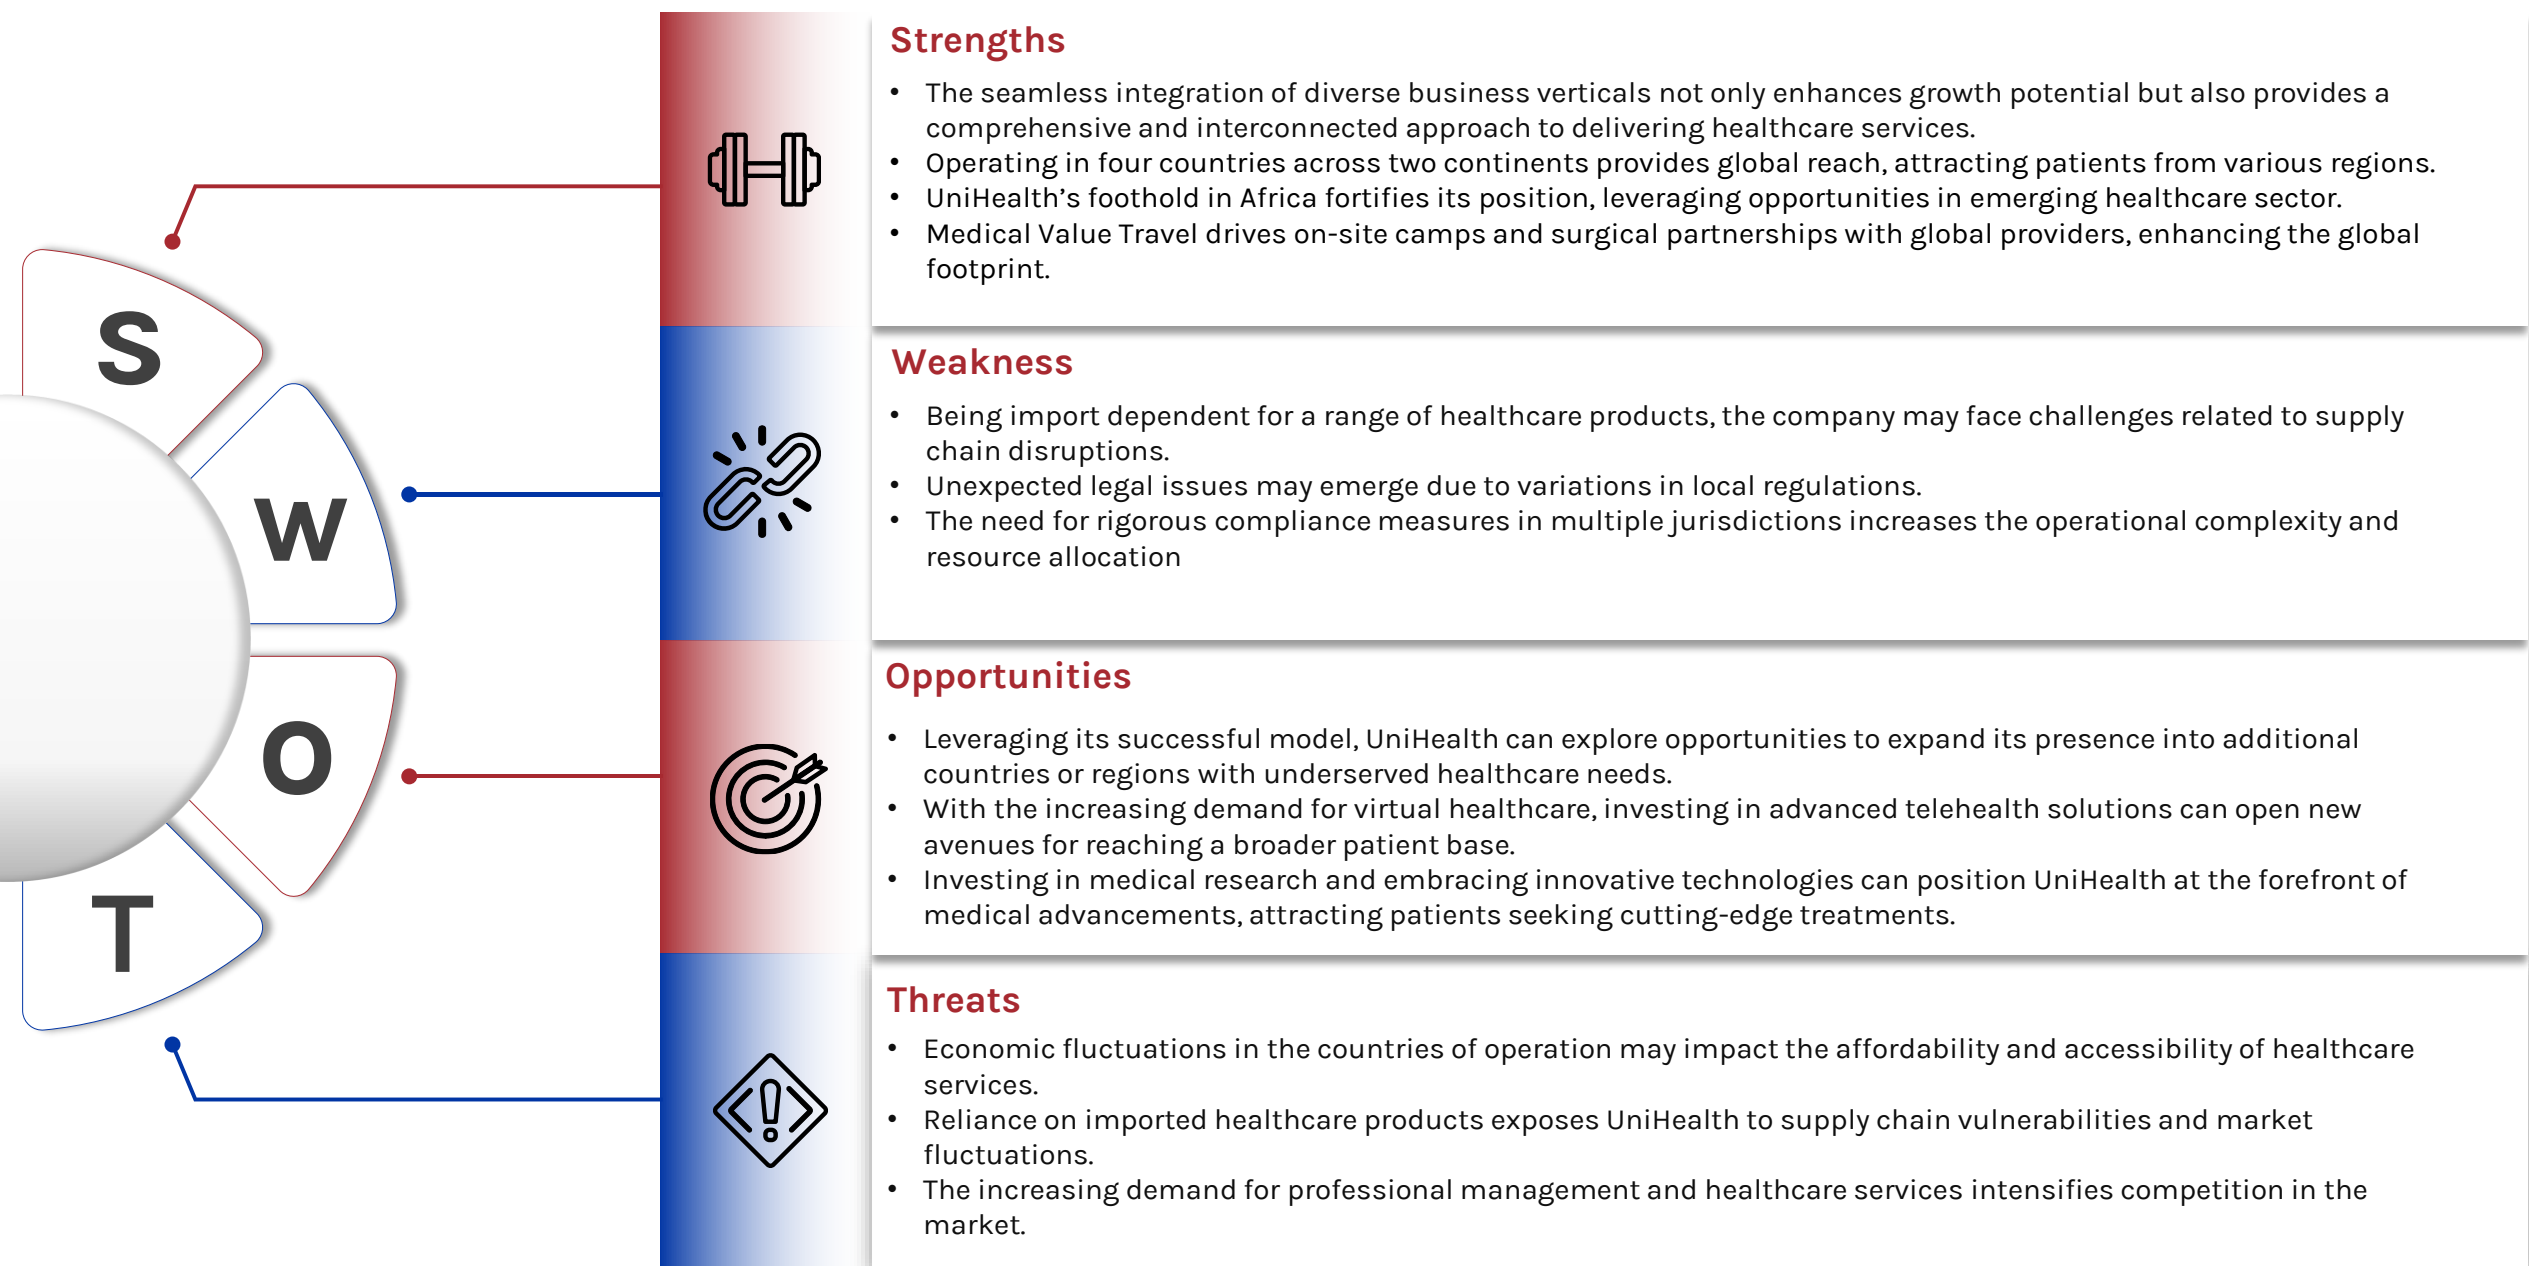 S
W
O
T
Strengths
• The seamless integration of diverse business verticals not only enhances growth potential but also provides a
comprehensive and interconnected approach to delivering healthcare services.
• Operating in four countries across two continents provides global reach, attracting patients from various regions.
• UniHealth’s foothold in Africa fortifies its position, leveraging opportunities in emerging healthcare sector.
• Medical Value Travel drives on-site camps and surgical partnerships with global providers, enhancing the global
footprint.
Weakness
• Being import dependent for a range of healthcare products, the company may face challenges related to supply
chain disruptions.
• Unexpected legal issues may emerge due to variations in local regulations.
• The need for rigorous compliance measures in multiple jurisdictions increases the operational complexity and
resource allocation
Opportunities
• Leveraging its successful model, UniHealth can explore opportunities to expand its presence into additional
countries or regions with underserved healthcare needs.
• With the increasing demand for virtual healthcare, investing in advanced telehealth solutions can open new
avenues for reaching a broader patient base.
• Investing in medical research and embracing innovative technologies can position UniHealth at the forefront of
medical advancements, attracting patients seeking cutting-edge treatments.
Threats
• Economic fluctuations in the countries of operation may impact the affordability and accessibility of healthcare
services.
• Reliance on imported healthcare products exposes UniHealth to supply chain vulnerabilities and market
fluctuations.
• The increasing demand for professional management and healthcare services intensifies competition in the
market.